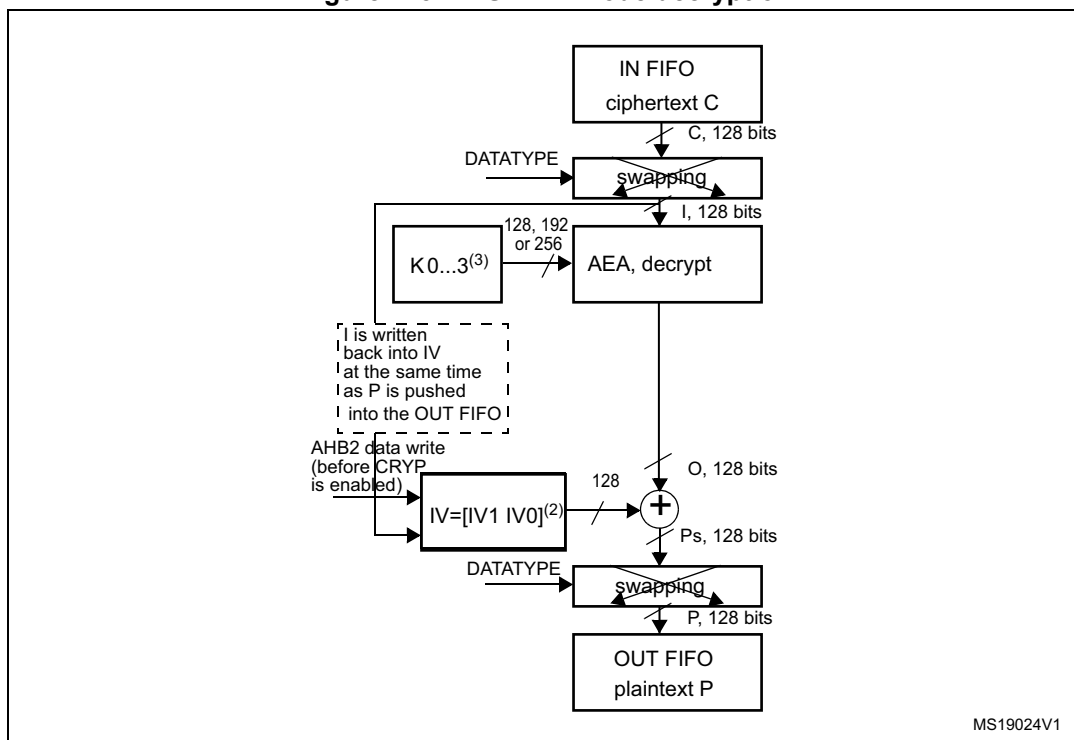 IN FIFO
ciphertext C
C, 128 bits
DATATYPE
swapping
I, 128 bits
128, 192
or 256
K 0...3(3)
AEA, decrypt
I is written
back into IV
at the same time
as P is pushed
into the OUT FIFO
AHB2 data write
(before CRYP
is enabled)
IV=[IV1 IV0](2)
128
O, 128 bits
+
Ps, 128 bits
DATATYPE
swapping
P, 128 bits
OUT FIFO
plaintext P
MS19024V1